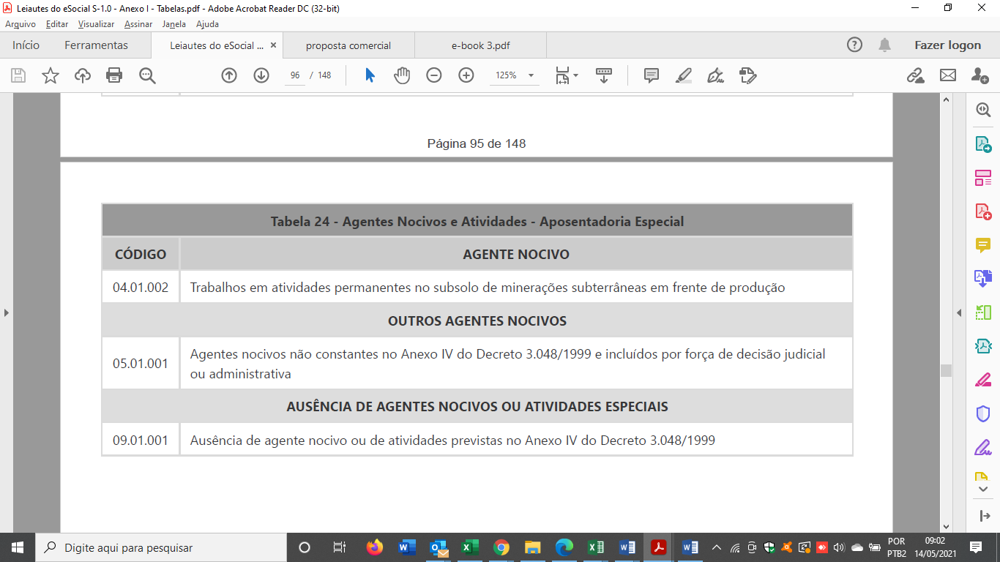 Leiautes do eSocial S-1.0 - Anexo I - Tabelas.pdf - Adobe Acrobat Reader DC (32-bit)
Arquivo Editar Visualizar Assinar Janela Ajuda
Início Ferramentas Leiautes do eSocial ... × proposta comercial e-book 3.pdf Fazer logon
96 / 148 125%
Página 95 de 148
Tabela 24 - Agentes Nocivos e Atividades - Aposentadoria Especial
CÓDIGO AGENTE NOCIVO
04.01.002 Trabalhos em atividades permanentes no subsolo de minerações subterrâneas em frente de produção
OUTROS AGENTES NOCIVOS
05.01.001 Agentes nocivos não constantes no Anexo IV do Decreto 3.048/1999 e incluídos por força de decisão judicial
ou administrativa
AUSÊNCIA DE AGENTES NOCIVOS OU ATIVIDADES ESPECIAIS
09.01.001 Ausência de agente nocivo ou de atividades previstas no Anexo IV do Decreto 3.048/1999
Digite aqui para pesquisar
POR 09:02
PTB2 14/05/2021